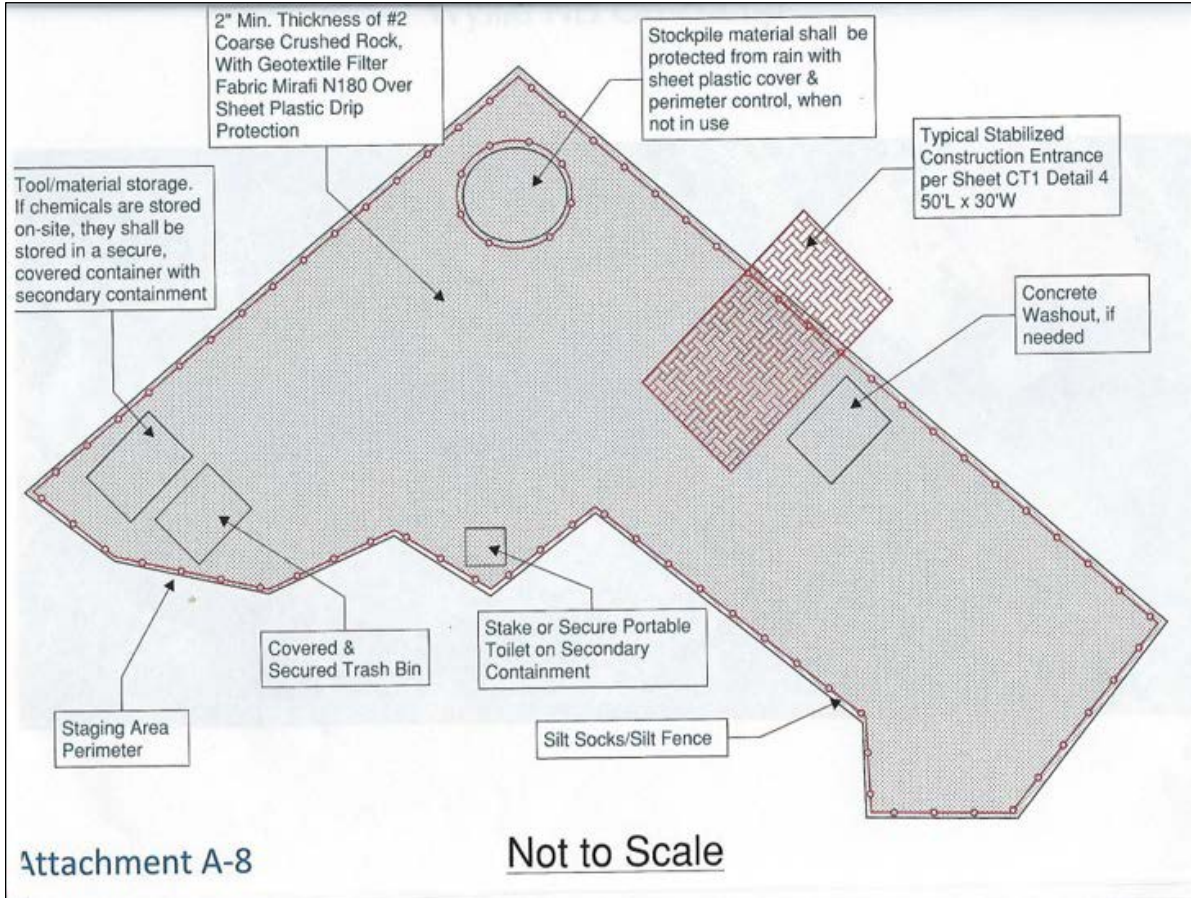 2" Min. Thickness of #2
Coarse Crushed Rock,
With Geotextile Filter
Fabric Mirafi N180 Over
Sheet Plastic Drip
Protection
Stockpile material shall be
protected from rain with
sheet plastic cover &
perimeter control, when
not in use
Typical Stabilized
Construction Entrance
per Sheet CT1 Detail 4
50'L x 30'W
Tool/material storage.
If chemicals are stored
on-site, they shall be
stored in a secure,
covered container with
secondary containment
Concrete
Washout, if
needed
Covered &
Secured Trash Bin
Stake or Secure Portable
Toilet on Secondary
Containment
Staging Area
Perimeter
Silt Socks/Silt Fence
Attachment A-8
Not to Scale